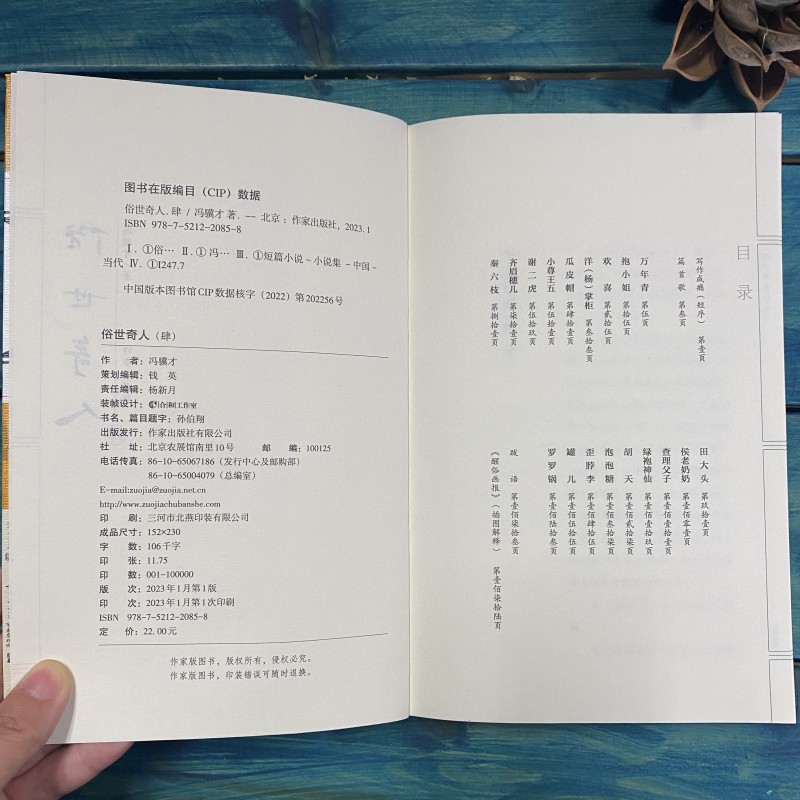 图书在版编目（CIP）数据
俗世奇人.肆 / 冯骥才著. -- 北京：作家出版社，2023.1
ISBN 978-7-5212-2085-8
Ⅰ.①俗… Ⅱ.①冯… Ⅲ.①短篇小说－小说集－中国－
当代 Ⅳ.①I247.7
中国版本图书馆CIP数据核字（2022）第202256号
俗世奇人（肆）
作 者：冯骥才
策划编辑：钱 英
责任编辑：杨新月
装帧设计：合和工作室
书名、篇目题字：孙伯翔
出版发行：作家出版社有限公司
社 址：北京农展馆南里10号 邮 编：100125
电话传真：86-10-65067186（发行中心及邮购部）
86-10-65004079（总编室）
E-mail:zuojia@zuojia.net.cn
http://www.zuojiachubanshe.com
印 刷：三河市北燕印装有限公司
成品尺寸：152×230
字 数：106千字
印 张：11.75
印 数：001-100000
版 次：2023年1月第1版
印 次：2023年1月第1次印刷
ISBN 978-7-5212-2085-8
定 价：22.00元
作家版图书，版权所有，侵权必究。
作家版图书，印装错误可随时退换。
目录
写作成瘾（短序） 第壹页
篇首歌 第叁页
万年青 第伍页
抱小姐 第拾伍页
欢喜 第贰拾伍页
洋（杨）掌柜 第叁拾叁页
瓜皮帽 第肆拾壹页
小尊王五 第伍拾壹页
谢二虎 第伍拾玖页
齐眉穗儿 第柒拾壹页
秦六枝 第捌拾壹页
田大头 第玖拾壹页
侯老奶奶 第壹佰零壹页
查理父子 第壹佰壹拾壹页
绿袍神仙 第壹佰壹拾玖页
胡天 第壹佰贰拾柒页
泡泡糖 第壹佰叁拾柒页
歪脖李 第壹佰肆拾伍页
罐儿 第壹佰伍拾伍页
罗罗锅 第壹佰陆拾叁页
跋语 第壹佰柒拾叁页
《醒俗画报》（插图解释） 第壹佰柒拾陆页